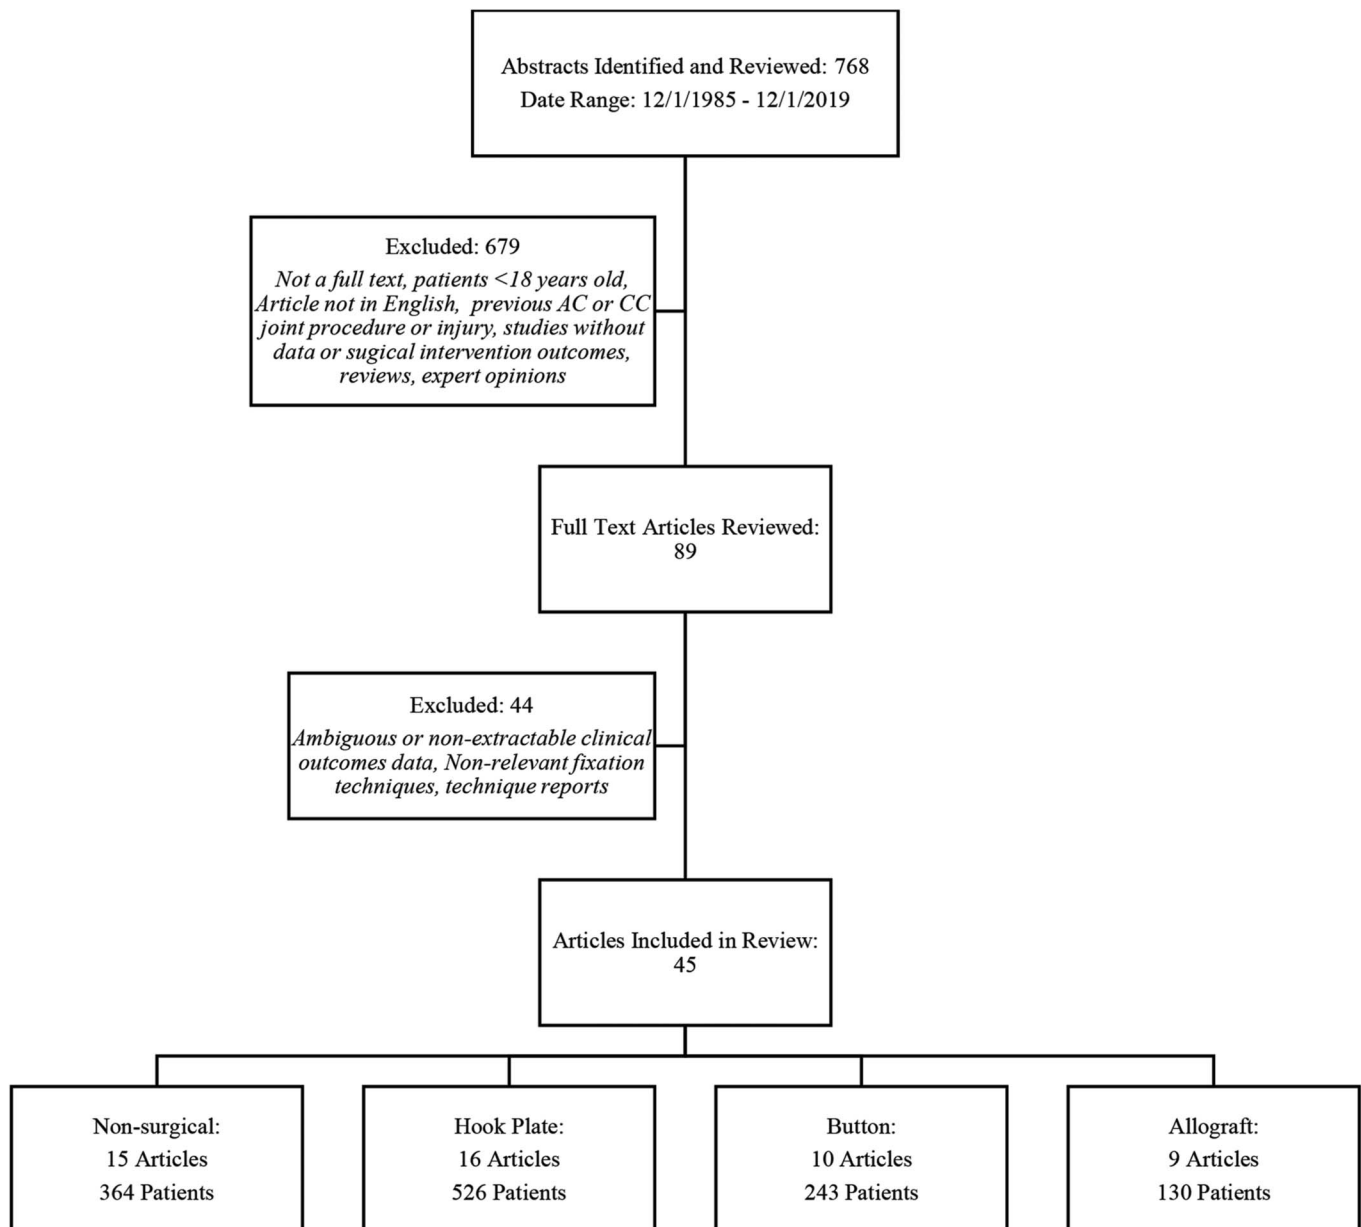 Abstracts Identified and Reviewed: 768
Date Range: 12/1/1985 - 12/1/2019
Excluded: 679
Not a full text, patients <18 years old,
Article not in English, previous AC or CC
joint procedure or injury, studies without
data or sugical intervention outcomes,
reviews, expert opinions
Full Text Articles Reviewed:
89
Excluded: 44
Ambiguous or non-extractable clinical
outcomes data, Non-relevant fixation
techniques, technique reports
Articles Included in Review:
45
Non-surgical:
15 Articles
364 Patients
Hook Plate:
16 Articles
526 Patients
Button:
10 Articles
243 Patients
Allograft:
9 Articles
130 Patients